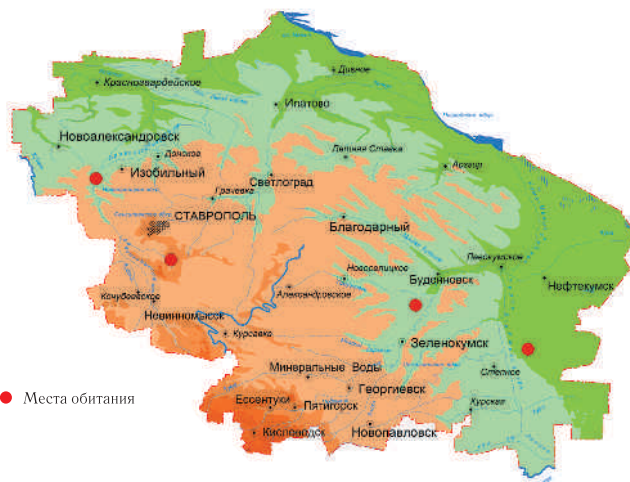 Дивное
Красногвардейское
Ипатово
Новоалександровск
Донское
Летняя Ставка
Арзгир
Изобильный
Светлоград
Грачевка
СТАВРОПОЛЬ
Благодарный
Левокумское
Новоселицкое
Буденновск
Нефтекумск
Кочубеевское
Александровское
Невинномысск
Курсавка
Зеленокумск
Минеральные Воды
Степное
Георгиевск
Ессентуки
Пятигорск
Курская
Кисловодск
Новопавловск
Места обитания